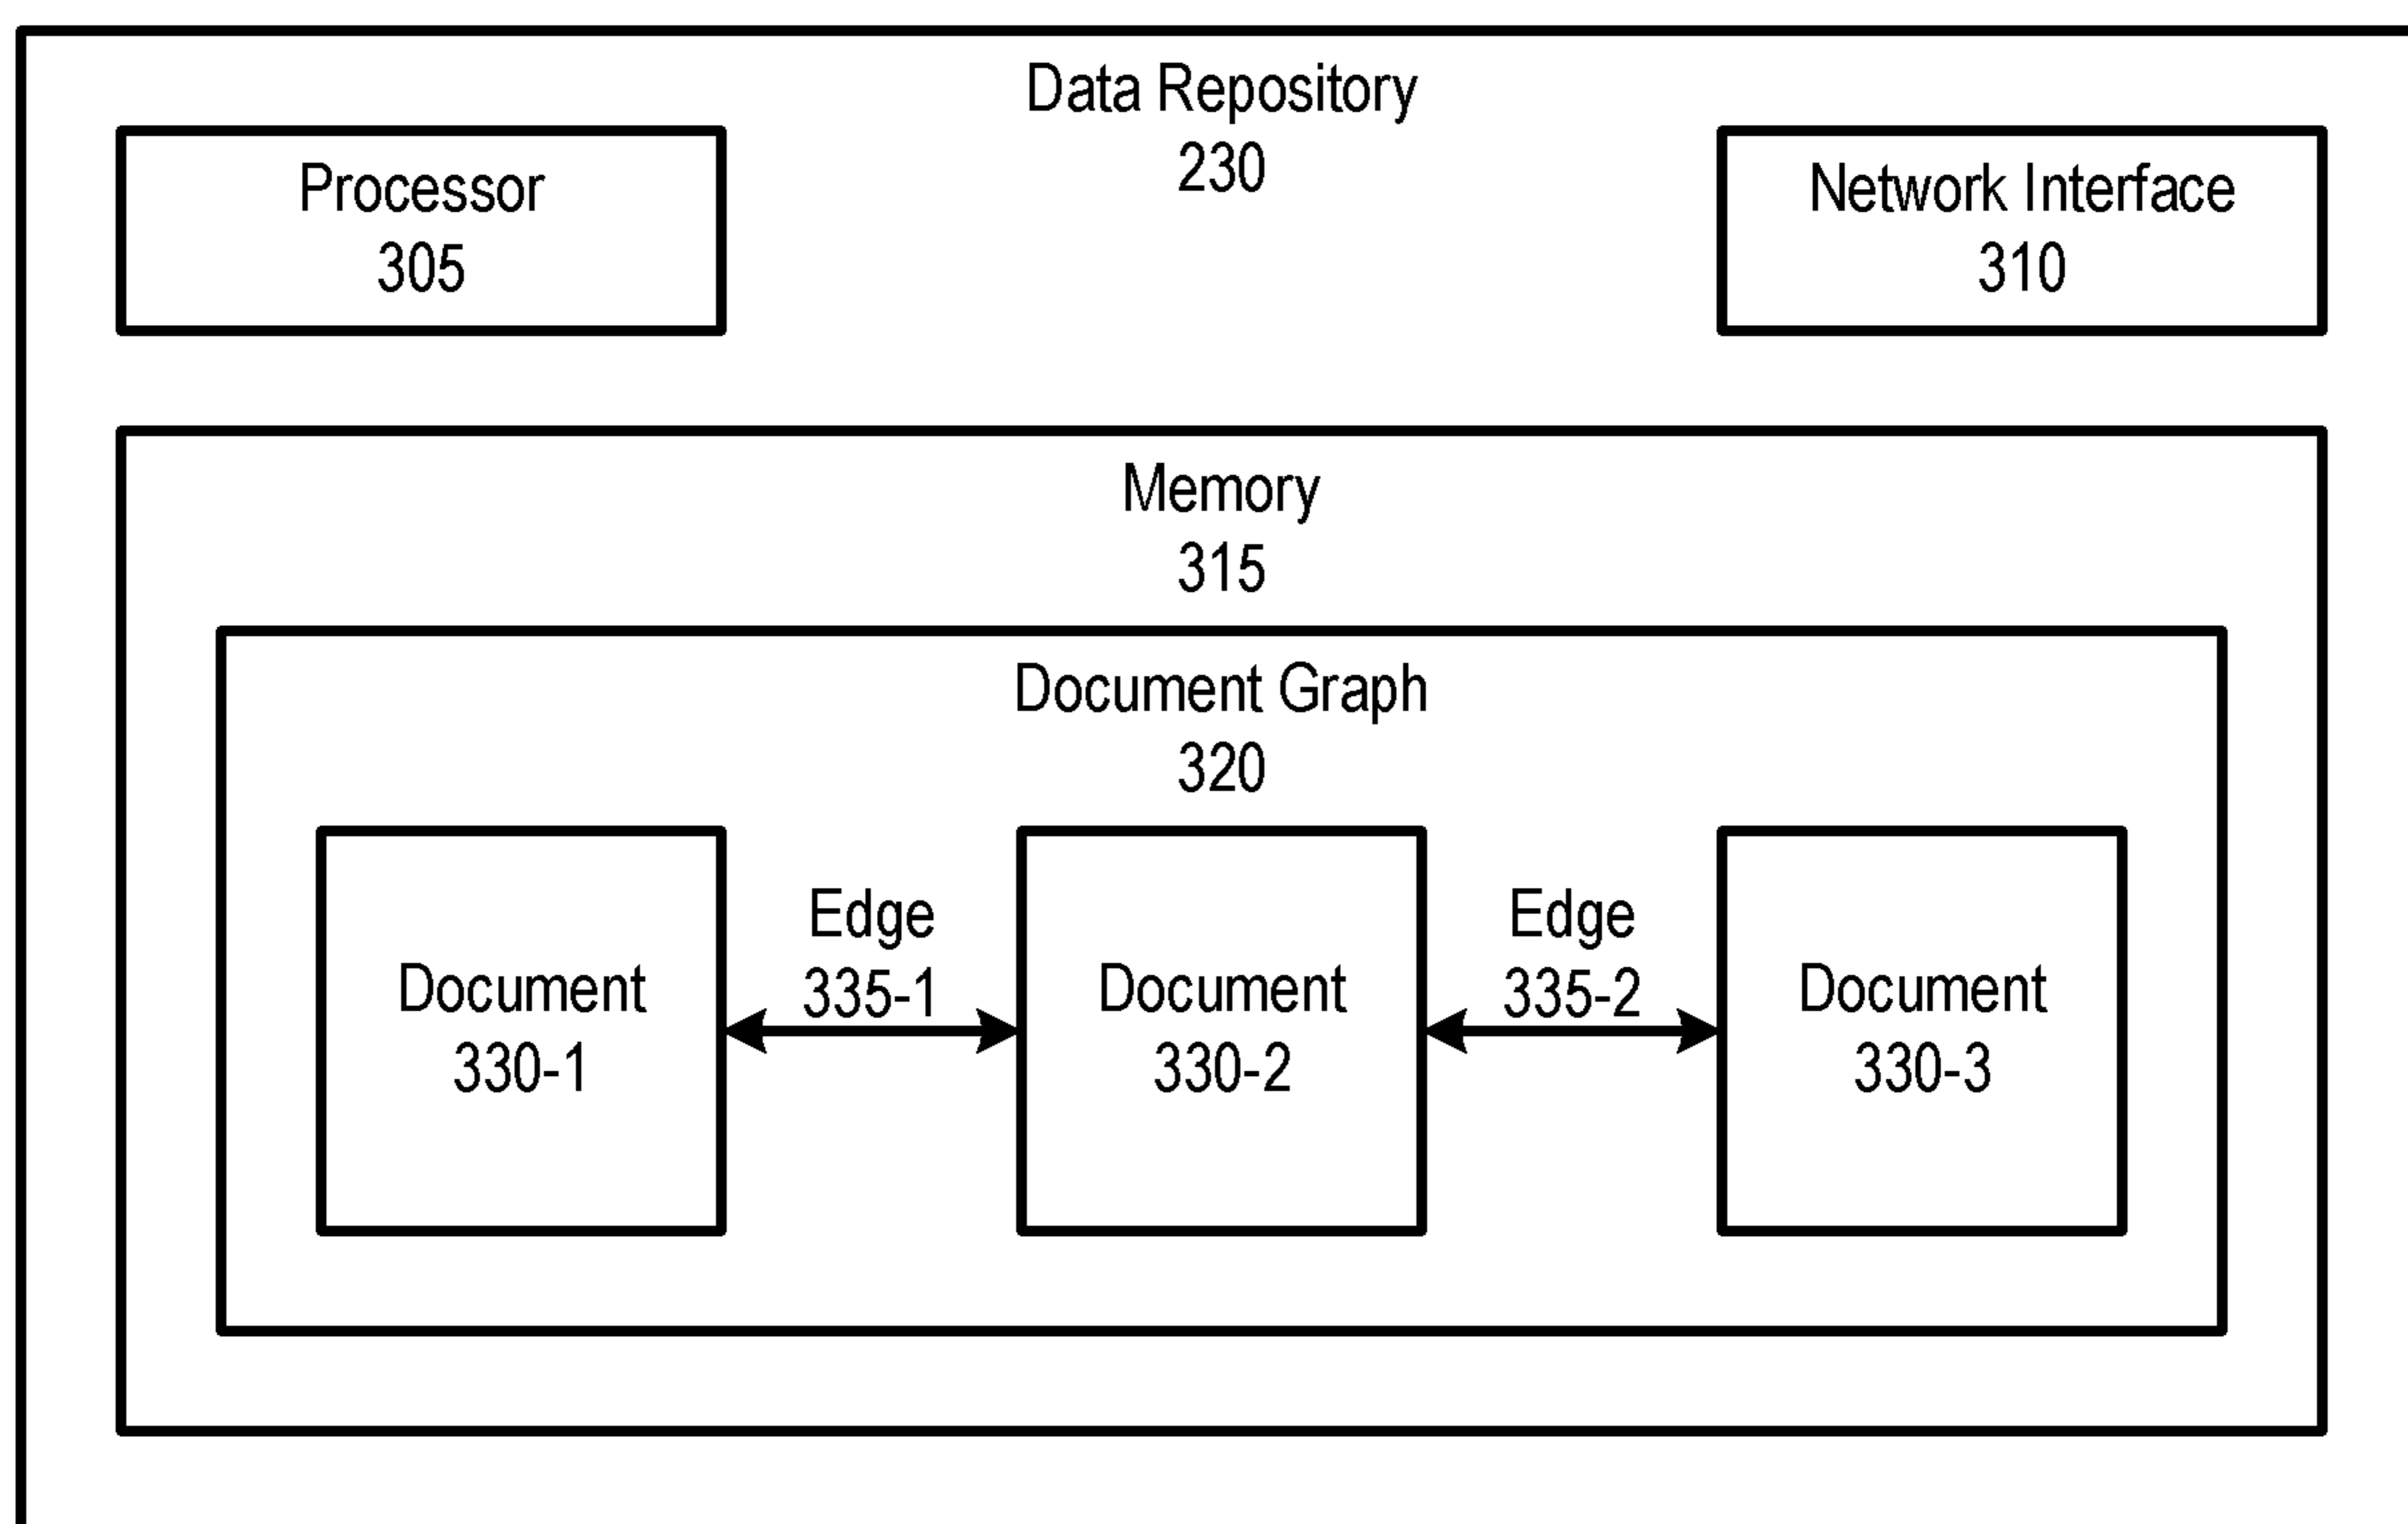 Data Repository
230
Processor
305
Network Interface
310
Memory
315
Document Graph
320
Document
330-1
Edge
335-1
Document
330-2
Edge
335-2
Document
330-3